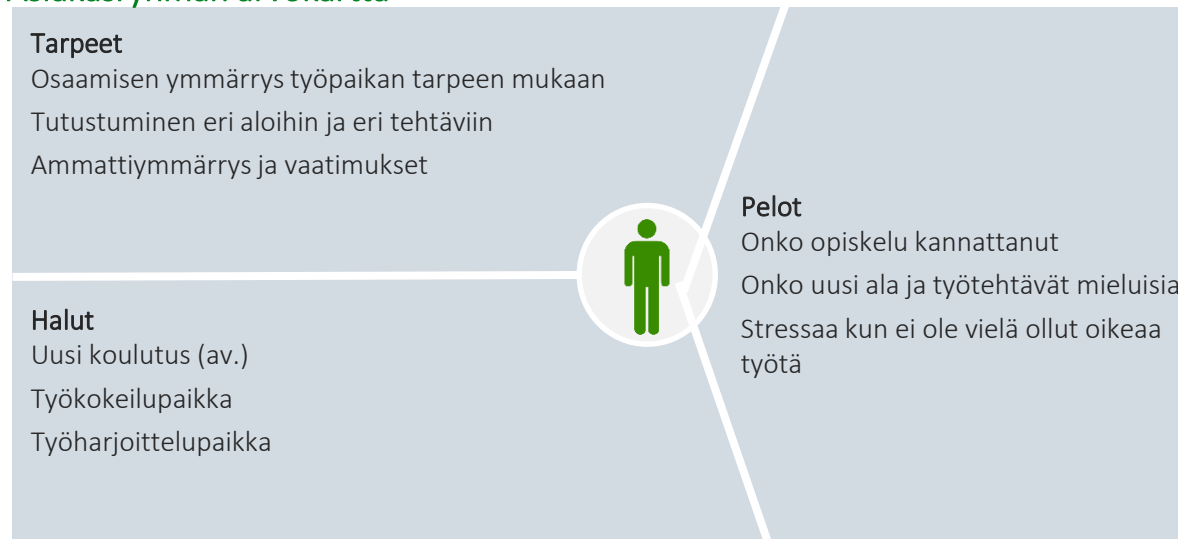 Asiakasryhmän arvokartta
Tarpeet
Osaamisen ymmärrys työpaikan tarpeen mukaan
Tutustuminen eri aloihin ja eri tehtäviin
Ammattiymmärrys ja vaatimukset
Halut
Uusi koulutus (av.)
Työkokeilupaikka
Työharjoittelupaikka
Pelot
Onko opiskelu kannattanut
Onko uusi ala ja työtehtävät mieluisia
Stressaa kun ei ole vielä ollut oikeaa
työtä